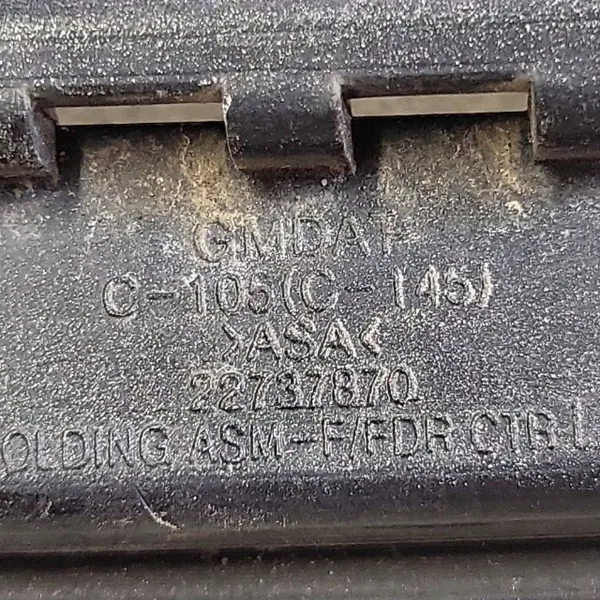 GMDAT
C-105(C-145)
>ASA<
22737870
OLDING ASM-F/FDR CTR L